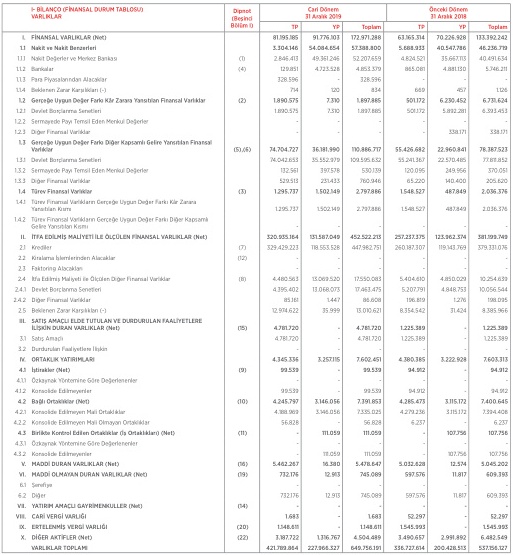 I- BİLANÇO (FİNANSAL DURUM TABLOSU) Dipnot Cari Dönem Önceki Dönem
VARLIKLAR (Beşinci Bölüm I) 31 Aralık 2019 31 Aralık 2018
TP YP Toplam TP YP Toplam
I. FİNANSAL VARLIKLAR (Net) 81.195.185 91.776.103 172.971.288 63.165.314 70.226.928 133.392.242
1.1 Nakit ve Nakit Benzerleri 3.304.146 54.084.654 57.388.800 5.688.933 40.547.786 46.236.719
1.1.1 Nakit Değerler ve Merkez Bankası (1) 2.846.413 49.361.246 52.207.659 4.824.521 35.667.113 40.491.634
1.1.2 Bankalar (4) 129.851 4.723.528 4.853.379 865.081 4.881.130 5.746.211
1.1.3 Para Piyasalarından Alacaklar 328.596 - 328.596 - - -
1.1.4 Beklenen Zarar Karşılıkları (-) 714 120 834 669 457 1.126
1.2 Gerçeğe Uygun Değer Farkı Kâr Zarara Yansıtılan Finansal Varlıklar (2) 1.890.575 7.310 1.897.885 501.172 6.230.452 6.731.624
1.2.1 Devlet Borçlanma Senetleri 1.890.575 7.310 1.897.885 501.172 5.892.281 6.393.453
1.2.2 Sermayede Payı Temsil Eden Menkul Değerler - - - - - -
1.2.3 Diğer Finansal Varlıklar - - - - 338.171 338.171
1.3 Gerçeğe Uygun Değer Farkı Diğer Kapsamlı Gelire Yansıtılan Finansal
Varlıklar (5),(6) 74.704.727 36.181.990 110.886.717 55.426.682 22.960.841 78.387.523
1.3.1 Devlet Borçlanma Senetleri 74.042.653 35.552.979 109.595.632 55.241.367 22.570.485 77.811.852
1.3.2 Sermayede Payı Temsil Eden Menkul Değerler 132.561 397.578 530.139 120.095 249.956 370.051
1.3.3 Diğer Finansal Varlıklar 529.513 231.433 760.946 65.220 140.400 205.620
1.4 Türev Finansal Varlıklar (3) 1.295.737 1.502.149 2.797.886 1.548.527 487.849 2.036.376
1.4.1 Türev Finansal Varlıkların Gerçeğe Uygun Değer Farkı Kâr Zarara
Yansıtılan Kısmı 1.295.737 1.502.149 2.797.886 1.548.527 487.849 2.036.376
1.4.2 Türev Finansal Varlıkların Gerçeğe Uygun Değer Farkı Diğer Kapsamlı
Gelire Yansıtılan Kısmı - - - - - -
II. İTFA EDİLMİŞ MALİYETİ İLE ÖLÇÜLEN FİNANSAL VARLIKLAR (Net) 320.935.164 131.587.049 452.522.213 257.237.375 123.962.374 381.199.749
2.1 Krediler (7) 329.429.223 118.553.528 447.982.751 260.187.307 119.143.769 379.331.076
2.2 Kiralama İşlemlerinden Alacaklar (12) - - - - - -
2.3 Faktoring Alacakları - - - - - -
2.4 İtfa Edilmiş Maliyeti ile Ölçülen Diğer Finansal Varlıklar (8) 4.480.563 13.069.520 17.550.083 5.404.610 4.850.029 10.254.639
2.4.1 Devlet Borçlanma Senetleri 4.395.402 13.068.073 17.463.475 5.207.791 4.848.753 10.056.544
2.4.2 Diğer Finansal Varlıklar 85.161 1.447 86.608 196.819 1.276 198.095
2.5 Beklenen Zarar Karşılıkları (-) 12.974.622 35.999 13.010.621 8.354.542 31.424 8.385.966
III. SATIŞ AMAÇLI ELDE TUTULAN VE DURDURULAN FAALİYETLERE
İLİŞKİN DURAN VARLIKLAR (Net) (15) 4.781.720 - 4.781.720 1.225.389 - 1.225.389
3.1 Satış Amaçlı 4.781.720 - 4.781.720 1.225.389 - 1.225.389
3.2 Durdurulan Faaliyetlere İlişkin - - - - - -
IV. ORTAKLIK YATIRIMLARI 4.345.336 3.257.115 7.602.451 4.380.385 3.222.928 7.603.313
4.1 İştirakler (Net) (9) 99.539 - 99.539 94.912 - 94.912
4.1.1 Özkaynak Yöntemine Göre Değerlenenler - - - - - -
4.1.2 Konsolide Edilmeyenler 99.539 - 99.539 94.912 - 94.912
4.2 Bağlı Ortaklıklar (Net) (10) 4.245.797 3.146.056 7.391.853 4.285.473 3.115.172 7.400.645
4.2.1 Konsolide Edilmeyen Mali Ortaklıklar 4.188.969 3.146.056 7.335.025 4.279.236 3.115.172 7.394.408
4.2.2 Konsolide Edilmeyen Mali Olmayan Ortaklıklar 56.828 - 56.828 6.237 - 6.237
4.3 Birlikte Kontrol Edilen Ortaklıklar (İş Ortaklıkları) (Net) (11) - 111.059 111.059 - 107.756 107.756
4.3.1 Özkaynak Yöntemine Göre Değerlenenler - - - - - -
4.3.2 Konsolide Edilmeyenler - 111.059 111.059 - 107.756 107.756
V. MADDİ DURAN VARLIKLAR (Net) (16) 5.462.267 16.380 5.478.647 5.032.628 12.574 5.045.202
VI. MADDİ OLMAYAN DURAN VARLIKLAR (Net) (19) 732.176 12.913 745.089 597.576 11.817 609.393
6.1 Şerefiye - - - - - -
6.2 Diğer 732.176 12.913 745.089 597.576 11.817 609.393
VII. YATIRIM AMAÇLI GAYRİMENKULLER (Net) (14) - - - - - -
VIII. CARİ VERGİ VARLIĞI 1.683 - 1.683 52.297 - 52.297
IX. ERTELENMİŞ VERGİ VARLIĞI (20) 1.148.611 - 1.148.611 1.545.993 - 1.545.993
X. DİĞER AKTİFLER (Net) (22) 3.187.722 1.316.767 4.504.489 3.490.657 2.991.892 6.482.549
VARLIKLAR TOPLAMI 421.789.864 227.966.327 649.756.191 336.727.614 200.428.513 537.156.127